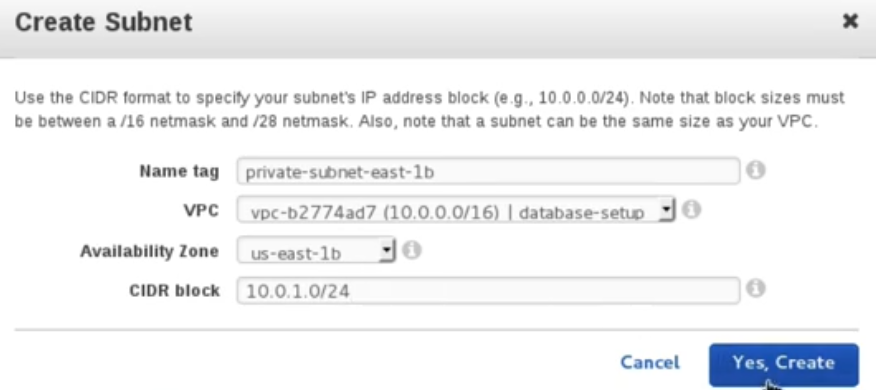 Create Subnet
Use the CIDR format to specify your subnet's IP address block (e.g., 10.0.0.0/24). Note that block sizes must
be between a /16 netmask and /28 netmask. Also, note that a subnet can be the same size as your VPC.
Name tag private-subnet-east-1b
VPC vpc-b2774ad7 (10.0.0.0/16) | database-setup
Availability Zone us-east-1b
CIDR block 10.0.1.0/24
Cancel Yes, Create